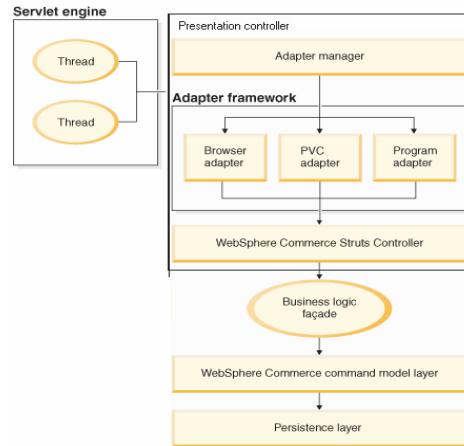 Servlet engine
Thread
Thread
Presentation controller
Adapter manager
Adapter framework
Browser
adapter
PVC
adapter
Program
adapter
WebSphere Commerce Struts Controller
Business logic
façade
WebSphere Commerce command model layer
Persistence layer